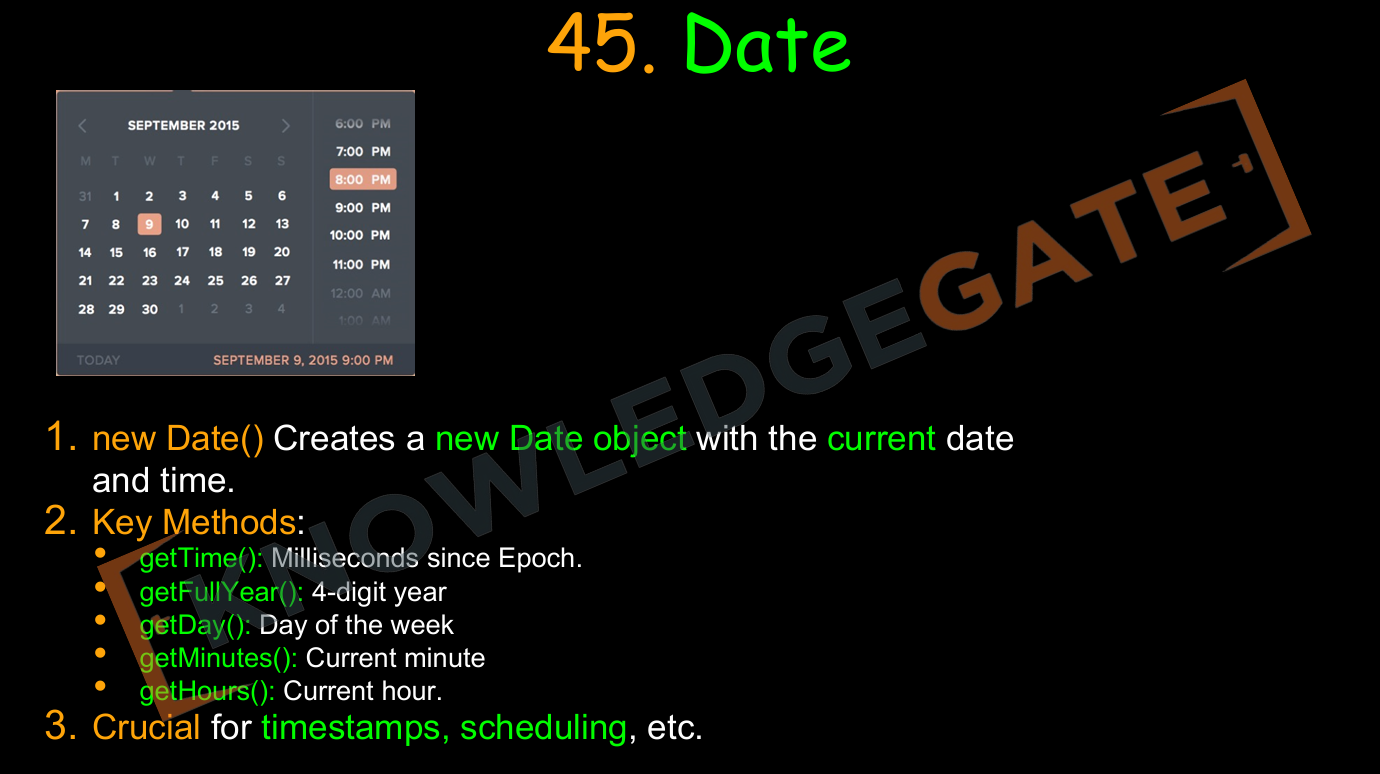 45. Date
SEPTEMBER 2015
M T W T F S S
31 1 2 3 4 5 6
7 8 9 10 11 12 13
14 15 16 17 18 19 20
21 22 23 24 25 26 27
28 29 30 1 2 3 4
6:00 PM
7:00 PM
8:00 PM
9:00 PM
10:00 PM
11:00 PM
12:00 AM
1:00 AM
TODAY SEPTEMBER 9, 2015 9:00 PM
KNOWLEDGEGATE
1. new Date() Creates a new Date object with the current date
and time.
2. Key Methods:
• getTime(): Milliseconds since Epoch.
• getFullYear(): 4-digit year
• getDay(): Day of the week
• getMinutes(): Current minute
• getHours(): Current hour.
3. Crucial for timestamps, scheduling, etc.